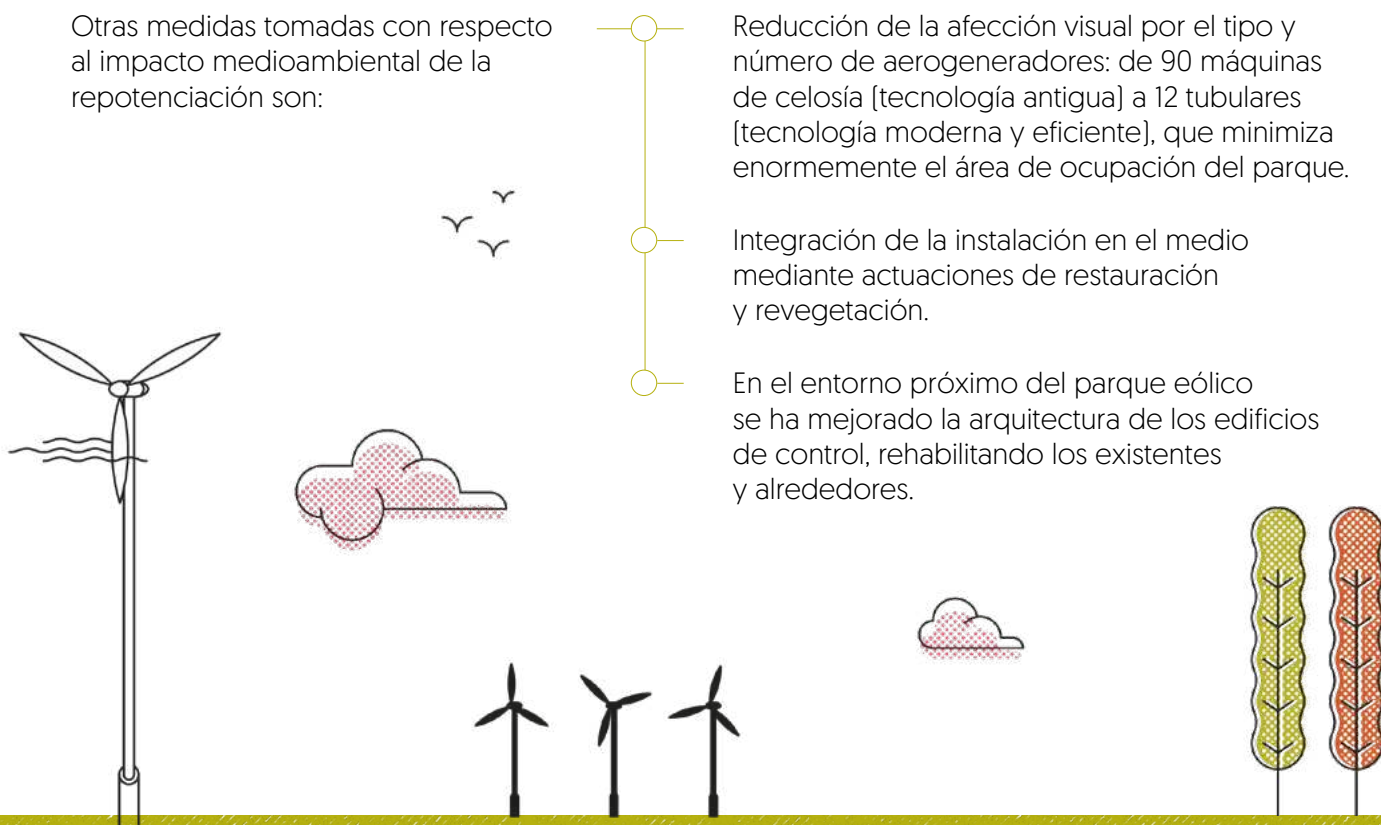 Otras medidas tomadas con respecto
al impacto medioambiental de la
repotenciación son:
Reducción de la afección visual por el tipo y
número de aerogeneradores: de 90 máquinas
de celosía (tecnología antigua) a 12 tubulares
(tecnología moderna y eficiente), que minimiza
enormemente el área de ocupación del parque.
Integración de la instalación en el medio
mediante actuaciones de restauración
y revegetación.
En el entorno próximo del parque eólico
se ha mejorado la arquitectura de los edificios
de control, rehabilitando los existentes
y alrededores.